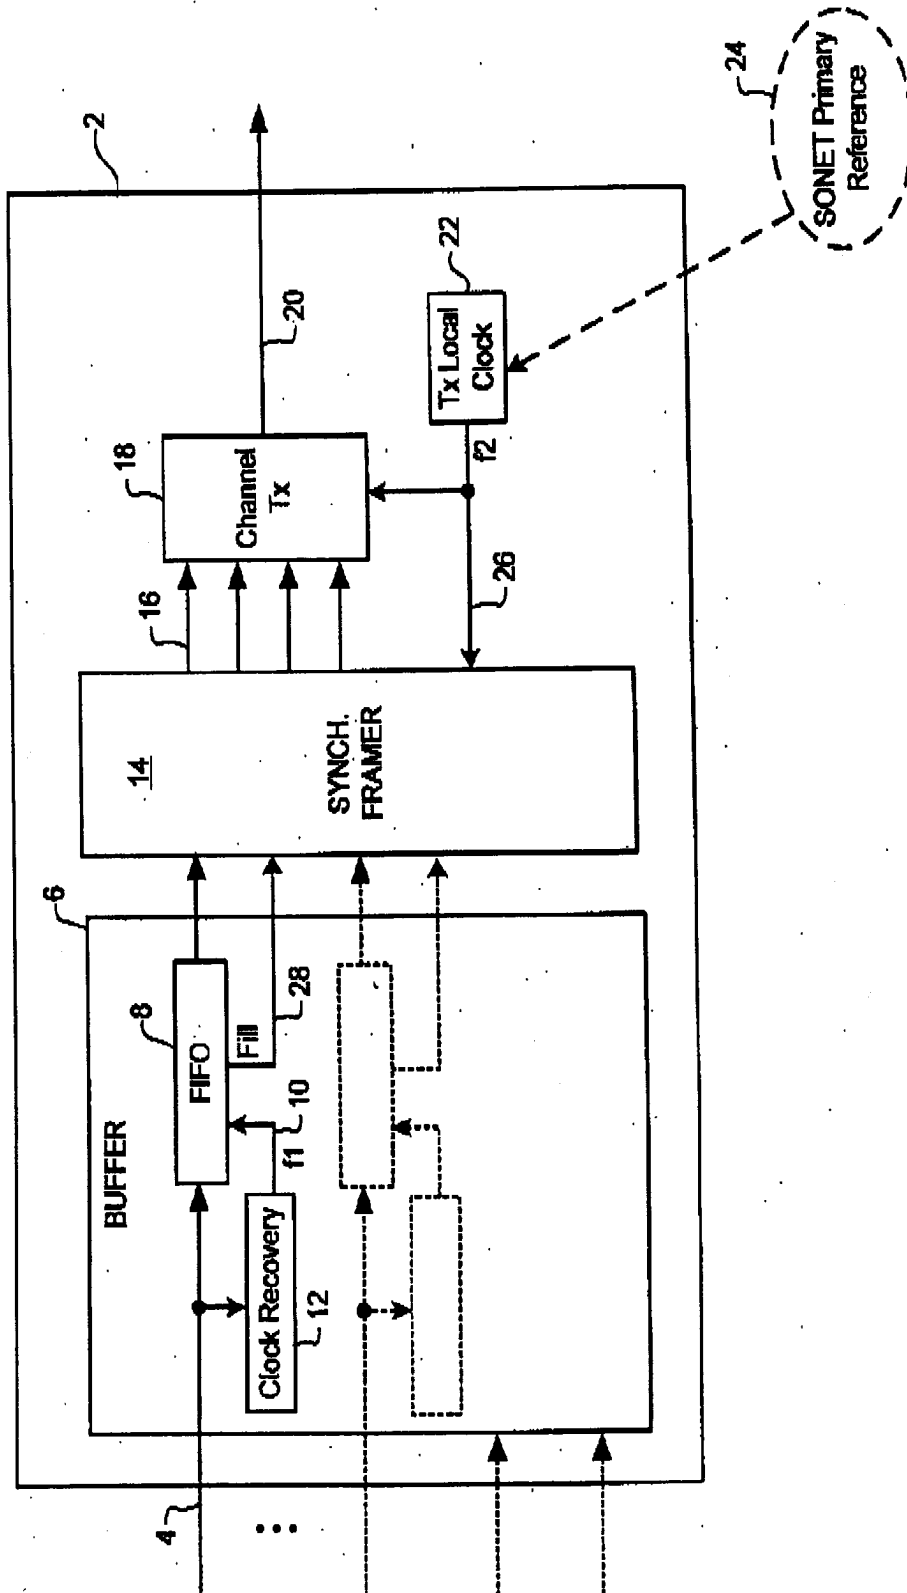 2
24
SONET Primary
Reference
20
22
Tx Local
Clock
f2
18
Channel
Tx
16
26
14
SYNCH.
FRAMER
6
BUFFER
8
FIFO
Fill
28
10
f1
Clock Recovery
12
4